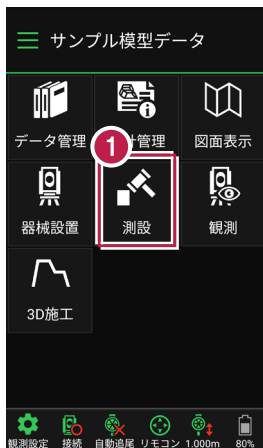 サンプル模型データ
データ管理
計管理
図面表示
1
器械設置
測設
観測
3D施工
観測設定 接続 自動追尾 リモコン 1.000m 80%